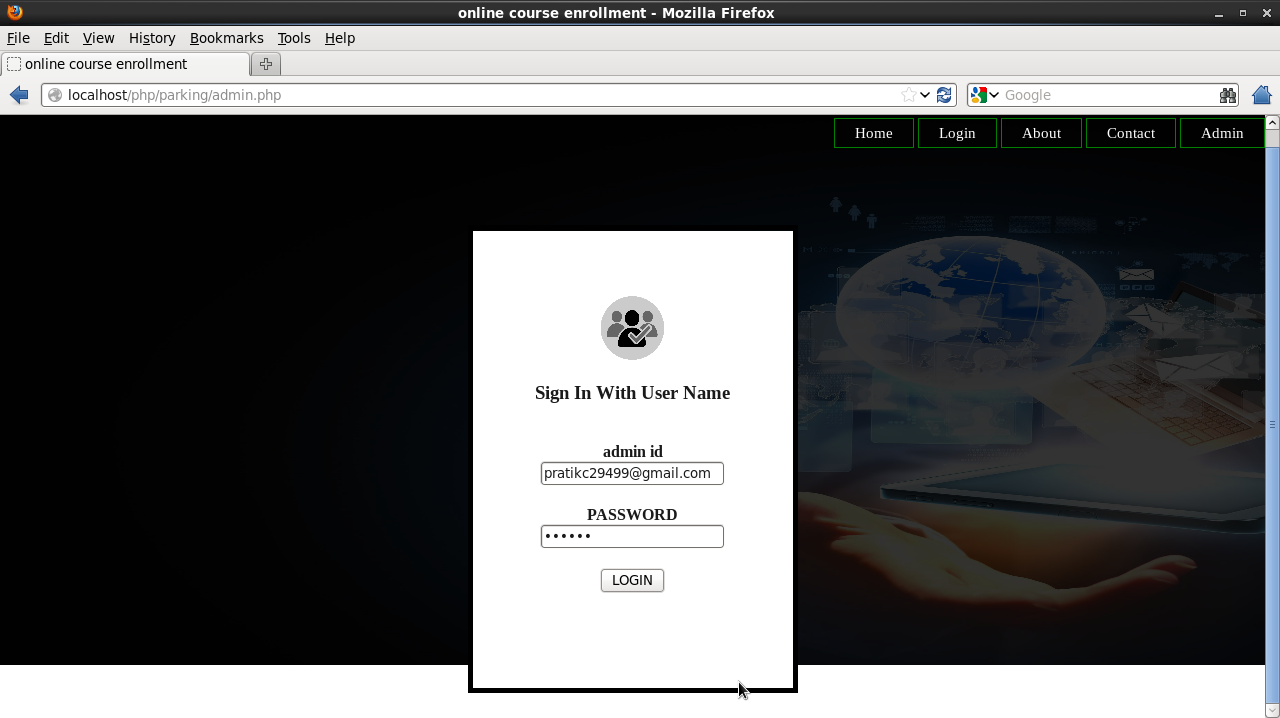 online course enrollment - Mozilla Firefox
File Edit View History Bookmarks Tools Help
online course enrollment
localhost/php/parking/admin.php Google
Home Login About Contact Admin
Sign In With User Name
admin id
pratikc29499@gmail.com
PASSWORD
••••••
LOGIN